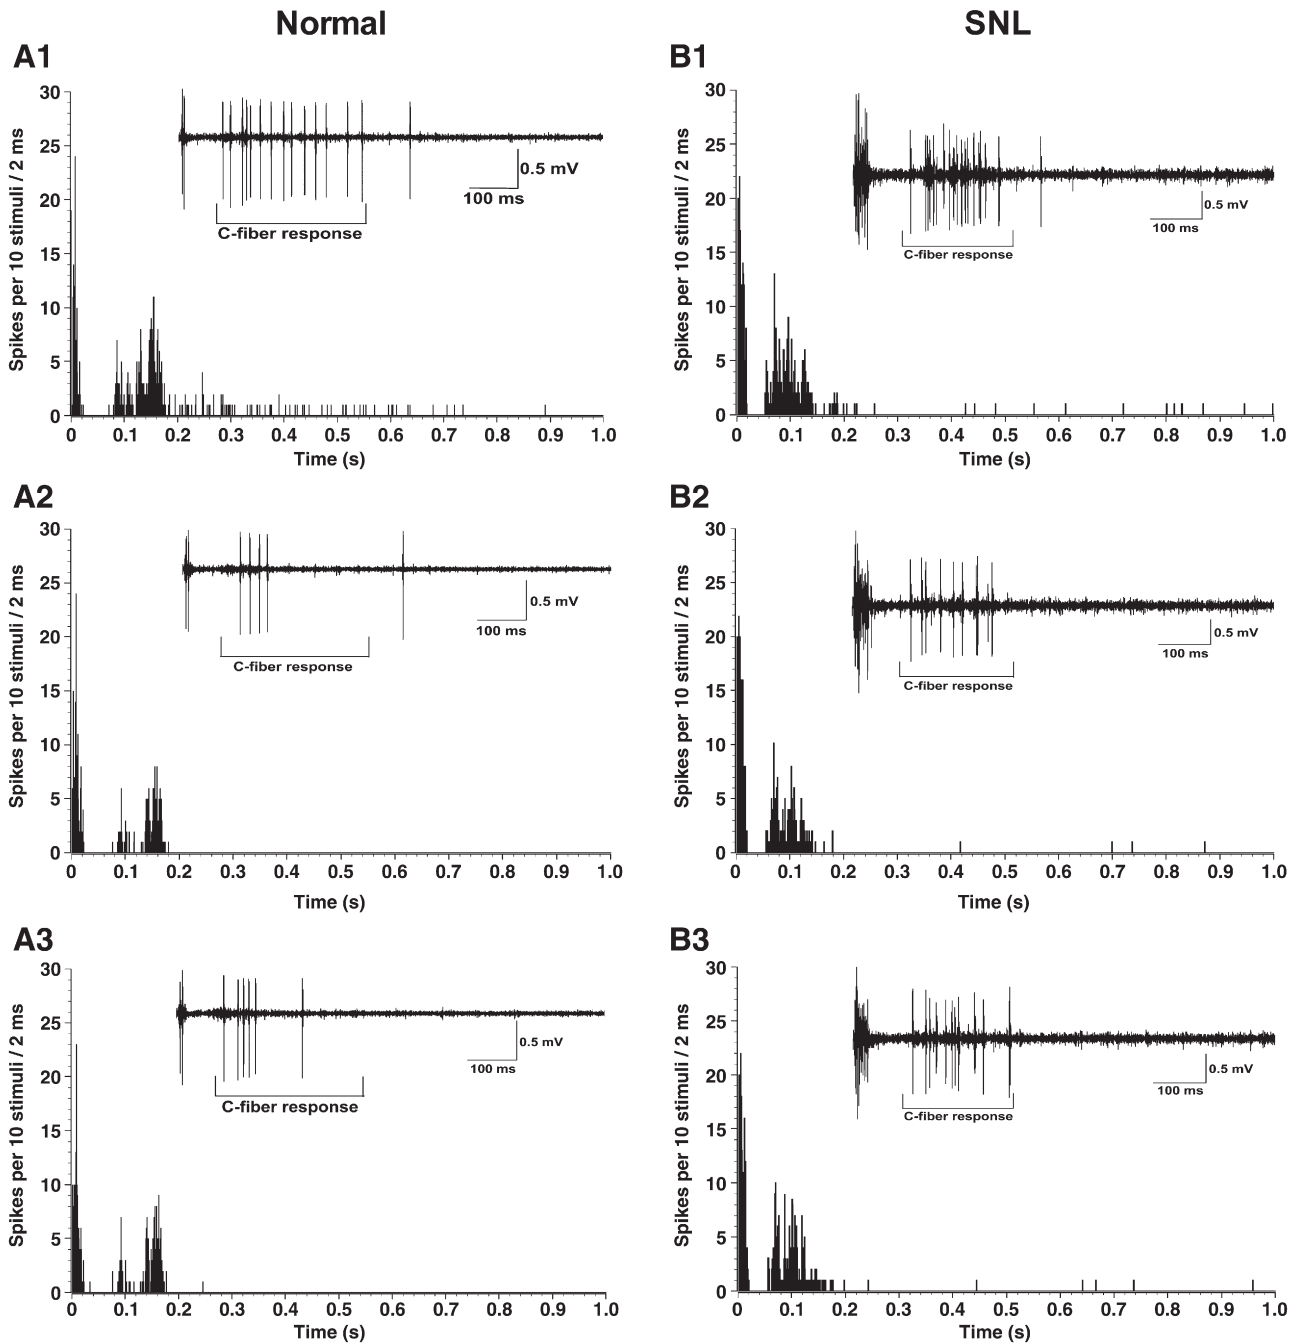 Normal
SNL
A1
B1
Spikes per 10 stimuli / 2 ms
30
25
20
15
10
5
0
0.5 mV
100 ms
C-fiber response
0 0.1 0.2 0.3 0.4 0.5 0.6 0.7 0.8 0.9 1.0
Time (s)
Spikes per 10 stimuli / 2 ms
30
25
20
15
10
5
0
0.5 mV
100 ms
C-fiber response
0 0.1 0.2 0.3 0.4 0.5 0.6 0.7 0.8 0.9 1.0
Time (s)
A2
B2
Spikes per 10 stimuli / 2 ms
30
25
20
15
10
5
0
0.5 mV
100 ms
C-fiber response
0 0.1 0.2 0.3 0.4 0.5 0.6 0.7 0.8 0.9 1.0
Time (s)
Spikes per 10 stimuli / 2 ms
30
25
20
15
10
5
0
0.5 mV
100 ms
C-fiber response
0 0.1 0.2 0.3 0.4 0.5 0.6 0.7 0.8 0.9 1.0
Time (s)
A3
B3
Spikes per 10 stimuli / 2 ms
30
25
20
15
10
5
0
0.5 mV
100 ms
C-fiber response
0 0.1 0.2 0.3 0.4 0.5 0.6 0.7 0.8 0.9 1.0
Time (s)
Spikes per 10 stimuli / 2 ms
30
25
20
15
10
5
0
0.5 mV
100 ms
C-fiber response
0 0.1 0.2 0.3 0.4 0.5 0.6 0.7 0.8 0.9 1.0
Time (s)